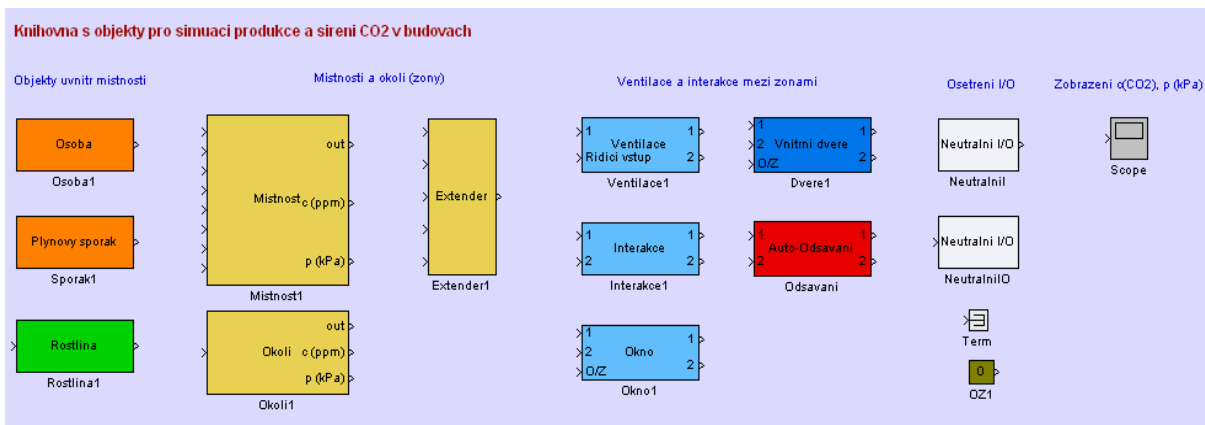 Knihovna s objekty pro simuaci produkce a sireni CO2 v budovach
Objekty uvnitr mistnosti
Osoba
Osoba1
Plynovy sporak
Sporak1
Rostlina
Rostlina1
Mistnosti a okoli (zony)
out
Mistnost
c (ppm)
p (kPa)
Mistnost1
Extender
Extender1
out
Okoli
c (ppm)
p (kPa)
Okoli1
Ventilace a interakce mezi zonami
1
Ventilace
1
Ridici vstup
2
Ventilace1
1
2
Vnitrni dvere
O/Z
1
2
Dvere1
1
2
Interakce
1
2
Interakce1
1
2
Auto-Odsavani
1
2
Odsavani
1
2
O/Z
Okno
1
2
Okno1
Osetreni I/O
Neutralni I/O
NeutralniI
Neutralni I/O
NeutralniIO
Term
0
OZ1
Zobrazeni c(CO2), p (kPa)
Scope